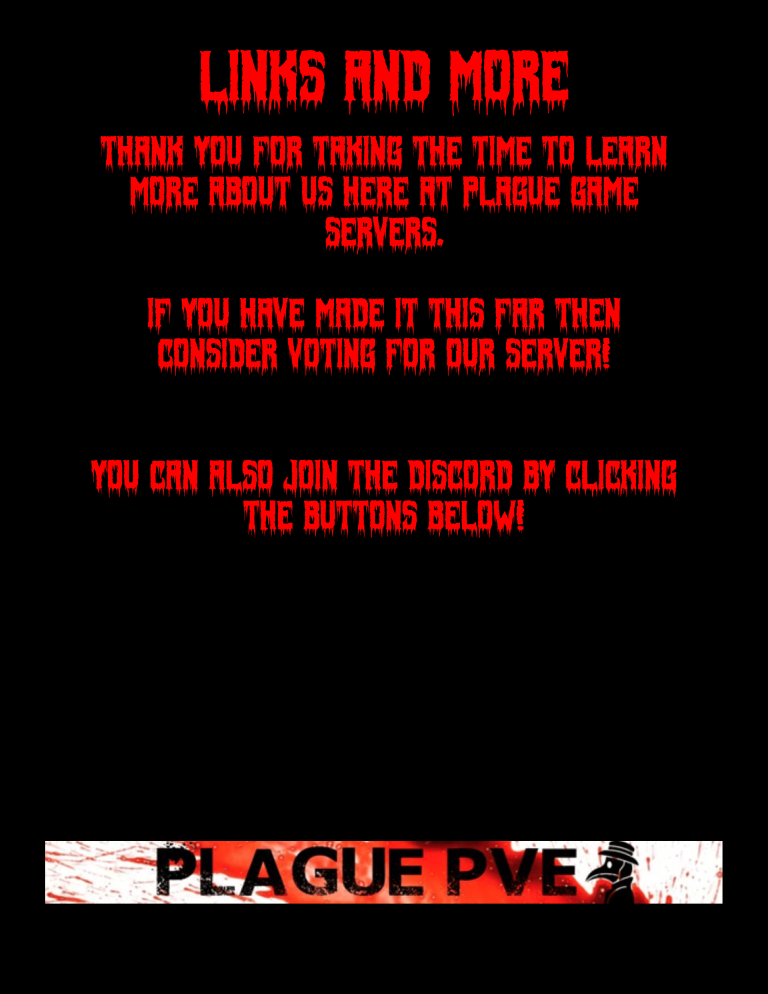 LINKS AND MORE
THANK YOU FOR TAKING THE TIME TO LEARN
MORE ABOUT US HERE AT PLAGUE GAME
SERVERS.
IF YOU HAVE MADE IT THIS FAR THEN
CONSIDER VOTING FOR OUR SERVER!
YOU CAN ALSO JOIN THE DISCORD BY CLICKING
THE BUTTONS BELOW!
PLAGUE PVE